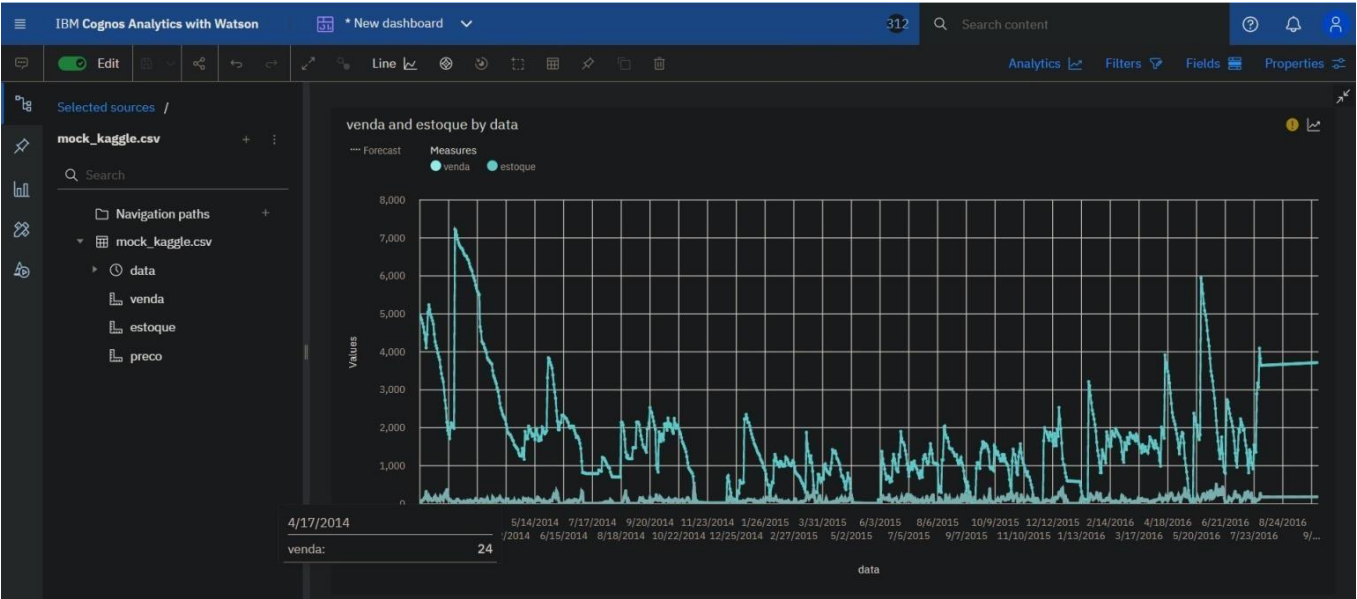 IBM Cognos Analytics with Watson
* New dashboard
312
Search content
Edit
Line
Analytics
Filters
Fields
Properties
Selected sources /
mock_kaggle.csv
Search
Navigation paths
mock_kaggle.csv
data
venda
estoque
preco
venda and estoque by data
Forecast
Measures
venda
estoque
8,000
7,000
6,000
5,000
4,000
3,000
2,000
1,000
0
Values
5/14/2014 7/17/2014 9/20/2014 11/23/2014 1/26/2015 3/31/2015 6/3/2015 8/6/2015 10/9/2015 12/12/2015 2/14/2016 4/18/2016 6/21/2016 8/24/2016
/2014 6/15/2014 8/18/2014 10/22/2014 12/25/2014 2/27/2015 5/2/2015 7/5/2015 9/7/2015 11/10/2015 1/13/2016 3/17/2016 5/20/2016 7/23/2016 9/...
data
4/17/2014
venda: 24